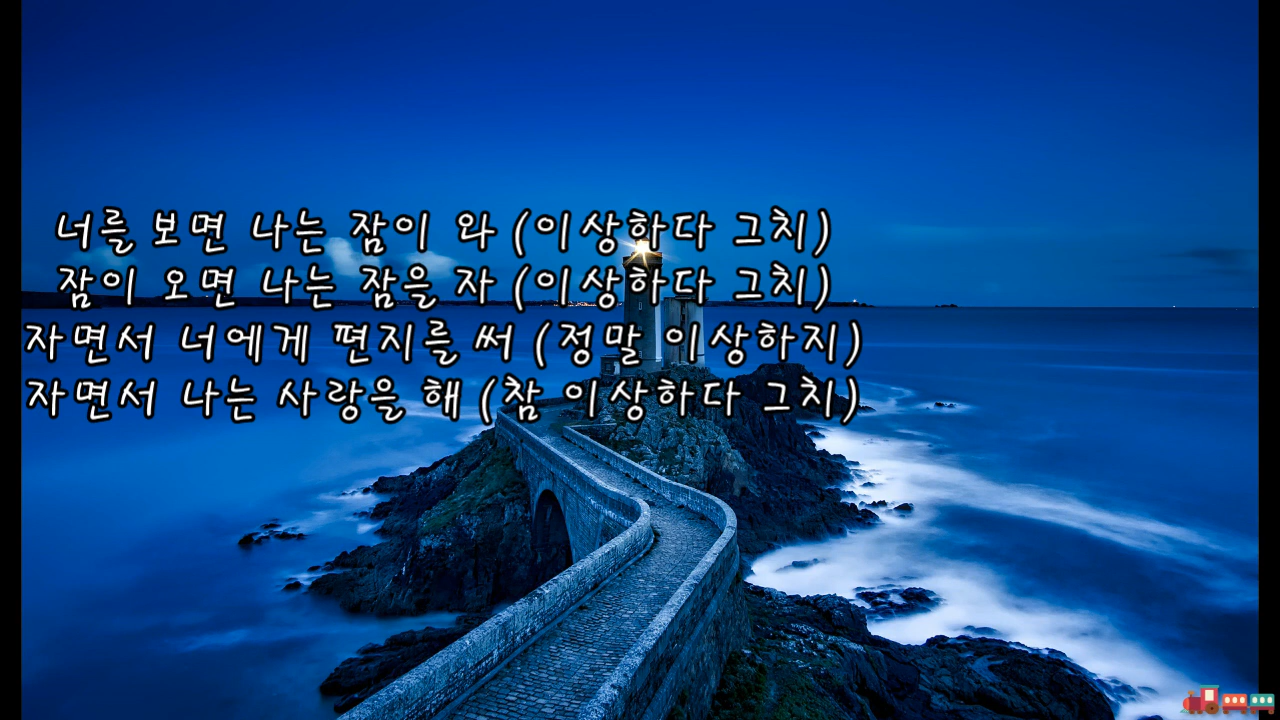 너를 보면 나는 잠이 와 (이상하다 그치)
잠이 오면 나는 잠을 자 (이상하다 그치)
자면서 너에게 편지를 써 (정말 이상하지)
자면서 나는 사랑을 해 (참 이상하다 그치)